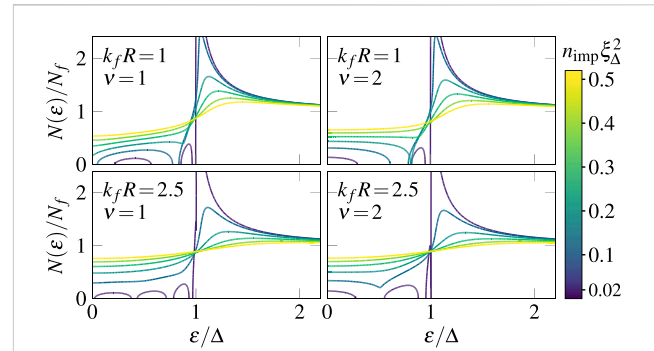 k_f R = 1
ν = 1
k_f R = 1
ν = 2
n_imp ξ_Δ^2
N(ε)/N_f
2
1
0
0.5
0.4
0.3
0.2
0.1
0.02
k_f R = 2.5
ν = 1
k_f R = 2.5
ν = 2
N(ε)/N_f
2
1
0
0 1 2
0 1 2
ε/Δ
ε/Δ